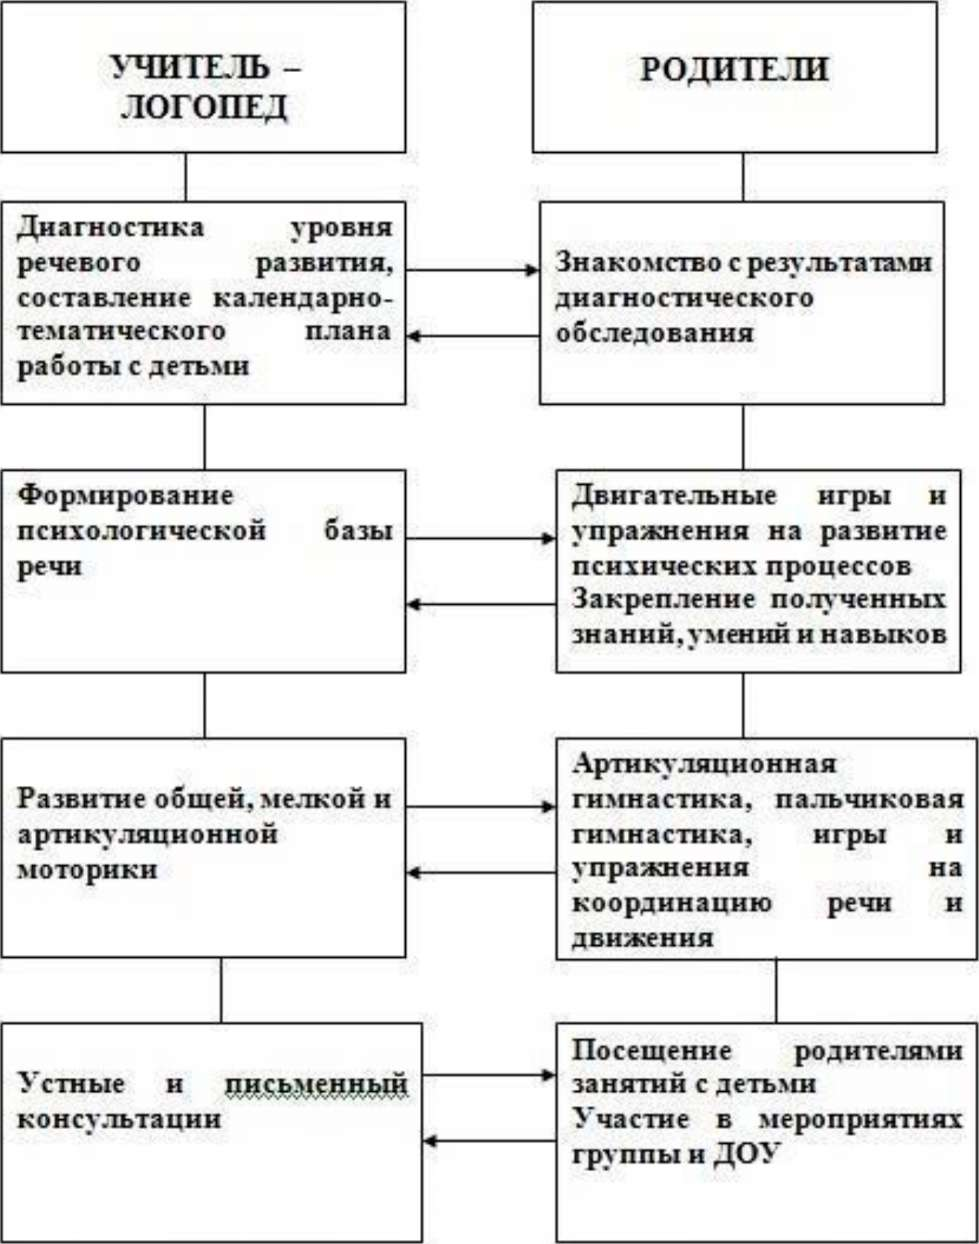 УЧИТЕЛЬ –
ЛОГОПЕД
РОДИТЕЛИ
Диагностика уровня
речевого развития,
составление календарно-
тематического плана
работы с детьми
Знакомство с результатами
диагностического
обследования
Формирование
психологической базы
речи
Двигательные игры и
упражнения на развитие
психических процессов
Закрепление полученных
знаний, умений и навыков
Развитие общей, мелкой и
артикуляционной
моторики
Артикуляционная
гимнастика, пальчиковая
гимнастика, игры и
упражнения на
координацию речи и
движения
Устные и письменный
консультации
Посещение родителями
занятий с детьми
Участие в мероприятиях
группы и ДОУ